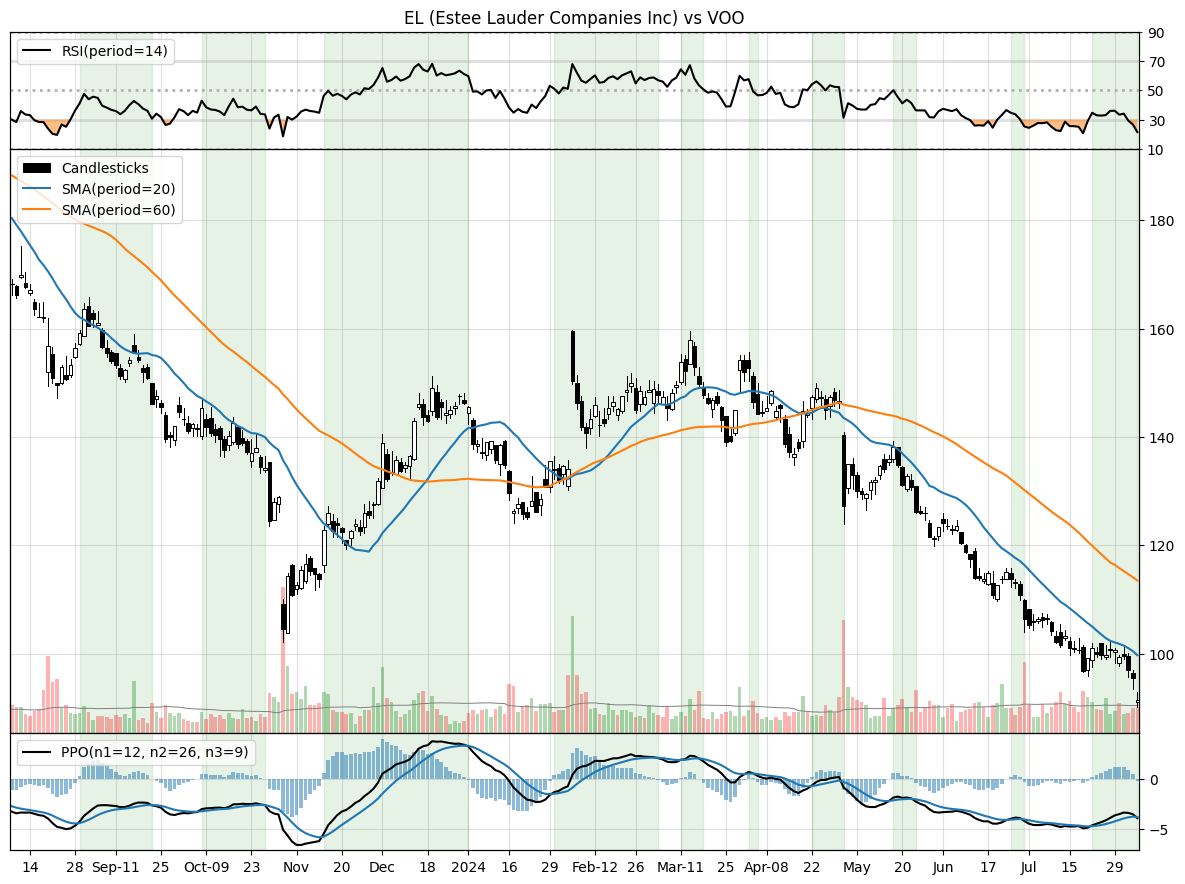 EL (Estee Lauder Companies Inc) vs VOO
RSI(period=14)
90
70
50
30
10
Candlesticks
SMA(period=20)
SMA(period=60)
180
160
140
120
100
PPO(n1=12, n2=26, n3=9)
0
−5
14 28 Sep-11 25 Oct-09 23 Nov 20 Dec 18 2024 16 29 Feb-12 26 Mar-11 25 Apr-08 22 May 20 Jun 17 Jul 15 29